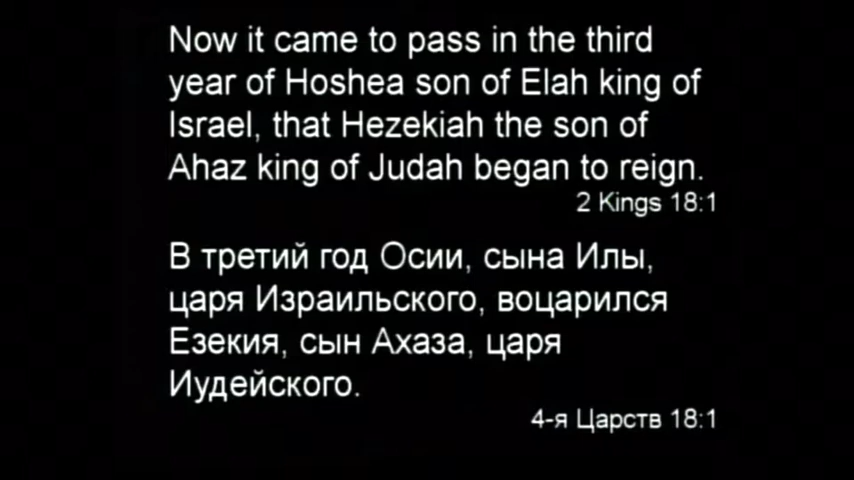 Now it came to pass in the third
year of Hoshea son of Elah king of
Israel, that Hezekiah the son of
Ahaz king of Judah began to reign.
2 Kings 18:1
В третий год Осии, сына Илы,
царя Израильского, воцарился
Езекия, сын Ахаза, царя
Иудейского.
4-я Царств 18:1